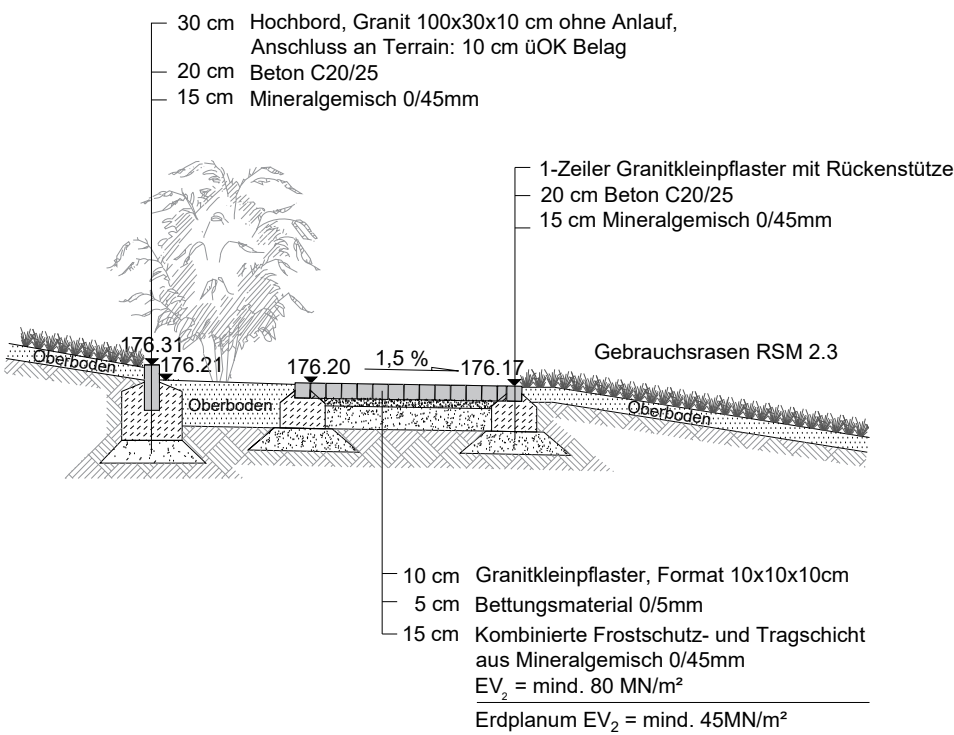 30 cm Hochbord, Granit 100x30x10 cm ohne Anlauf,
Anschluss an Terrain: 10 cm üOK Belag
20 cm Beton C20/25
15 cm Mineralgemisch 0/45mm
1-Zeiler Granitkleinpflaster mit Rückenstütze
20 cm Beton C20/25
15 cm Mineralgemisch 0/45mm
176.31
Oberboden
176.21
176.20
1,5 %
176.17
Gebrauchsrasen RSM 2.3
Oberboden
Oberboden
10 cm Granitkleinpflaster, Format 10x10x10cm
5 cm Bettungsmaterial 0/5mm
15 cm Kombinierte Frostschutz- und Tragschicht
aus Mineralgemisch 0/45mm
EV₂ = mind. 80 MN/m²
Erdplanum EV₂ = mind. 45MN/m²